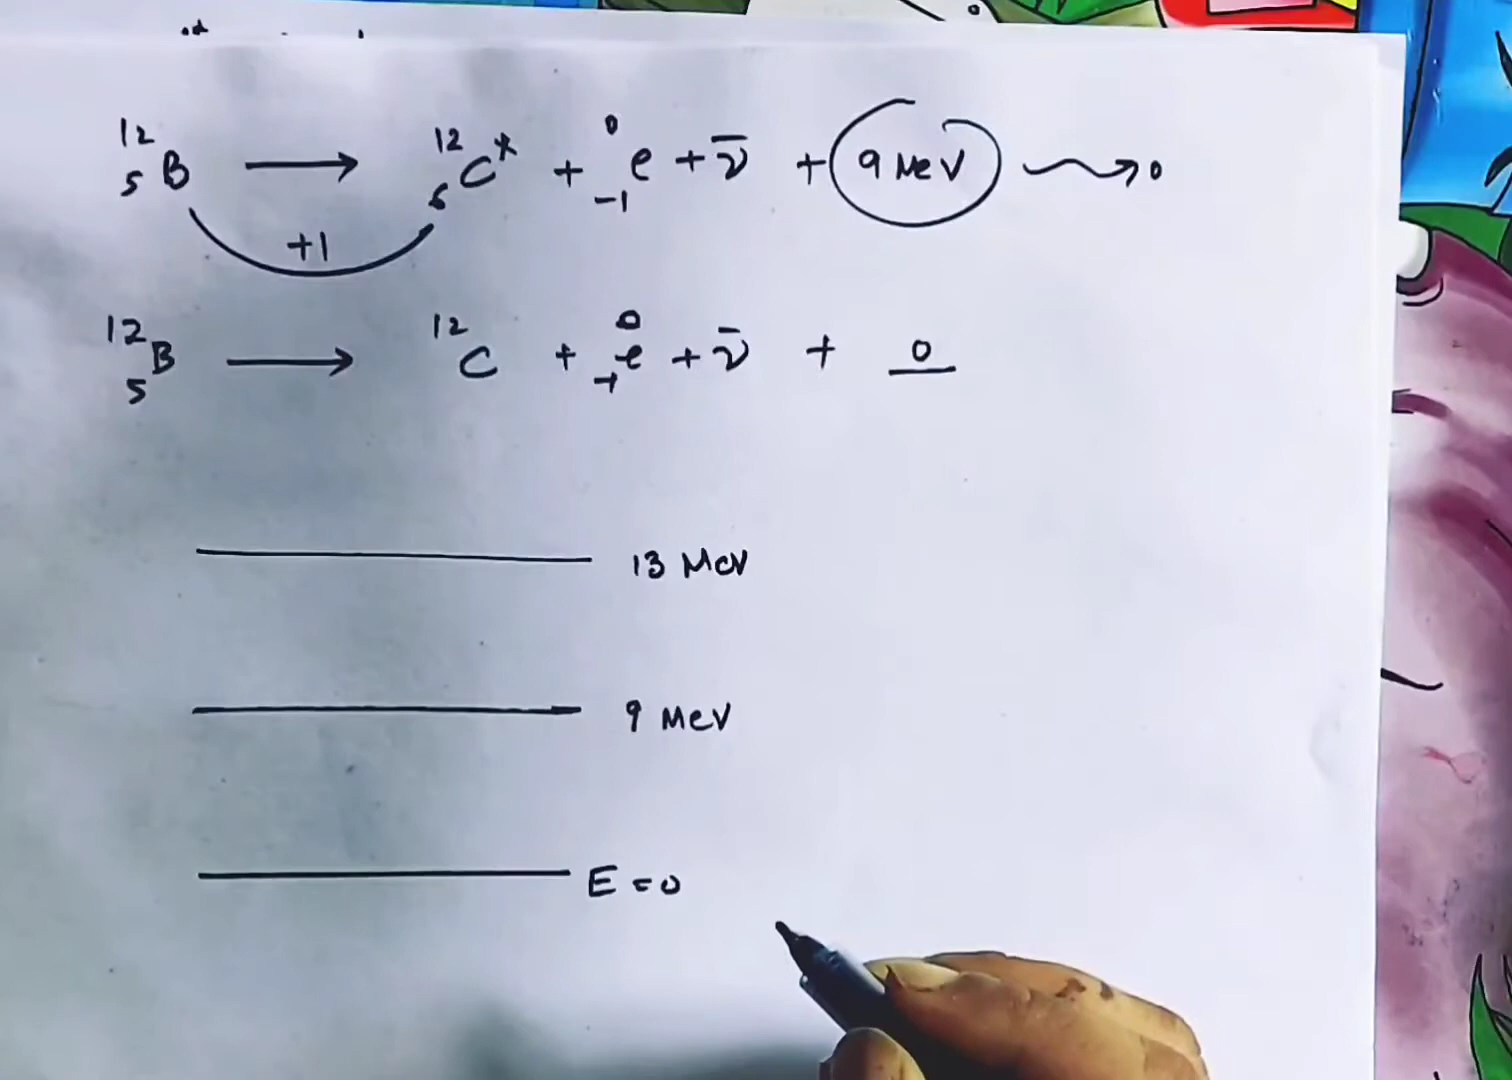 ¹²₅B ⟶ ¹²₆C* + ⁰₋₁e + ν̄ + 9 MeV ⇝ 0
+1
¹²₅B ⟶ ¹²C + ⁰₋₁e + ν̄ + 0
13 MeV
9 MeV
E = 0